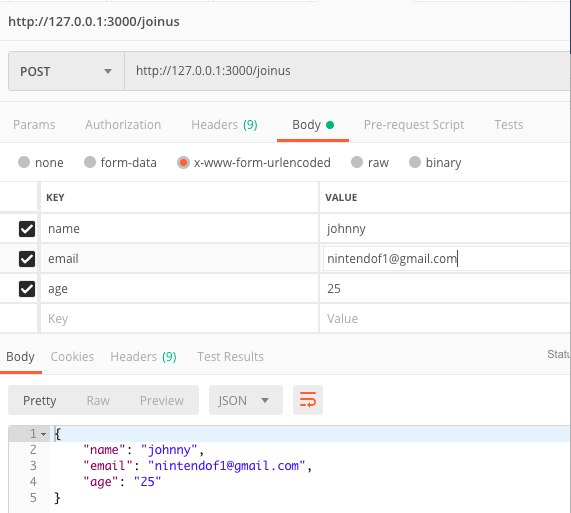 http://127.0.0.1:3000/joinus
POST http://127.0.0.1:3000/joinus
Params Authorization Headers (9) Body Pre-request Script Tests
none form-data x-www-form-urlencoded raw binary
KEY VALUE
name johnny
email nintendof1@gmail.com
age 25
Key Value
Body Cookies Headers (9) Test Results Statu
Pretty Raw Preview JSON
1 {
2 "name": "johnny",
3 "email": "nintendof1@gmail.com",
4 "age": "25"
5 }